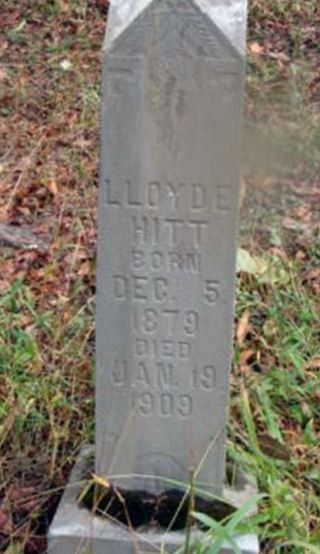 LLOYD E
HITT
BORN
DEC. 5
1879
DIED
JAN. 19
1909